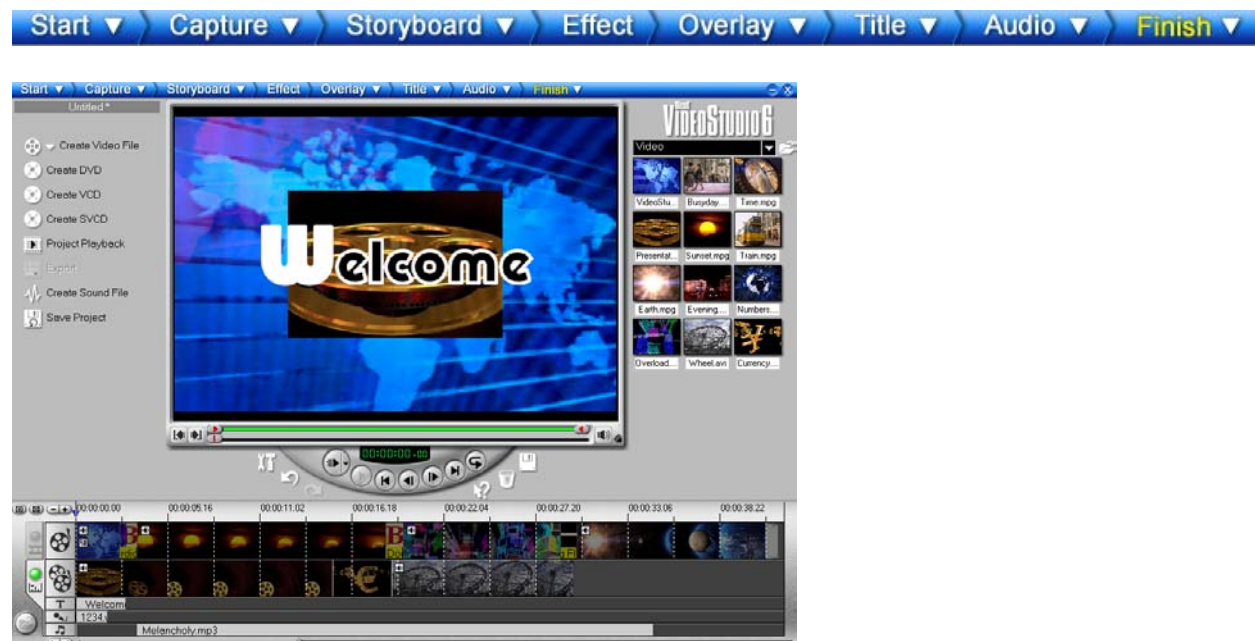 Start ▼ Capture ▼ Storyboard ▼ Effect Overlay ▼ Title ▼ Audio ▼ Finish ▼
Start ▼ Capture ▼ Storyboard ▼ Effect Overlay ▼ Title ▼ Audio ▼ Finish ▼
Untitled *
Create Video File
Create DVD
Create VCD
Create SVCD
Project Playback
Export
Create Sound File
Save Project
Welcome
VIDEOSTUDIO 6
Video
VideoStu... Busyday... Time.mpg
Presentat... Sunset.mpg Train.mpg
Earth.mpg Evening.... Numbers...
Overload... Wheel.avi Currency...
00:00:00.00
00:00:00.00 00:00:05.16 00:00:11.02 00:00:16.18 00:00:22.04 00:00:27.20 00:00:33.06 00:00:38.22
T Welcom
1234
Melancholy.mp3